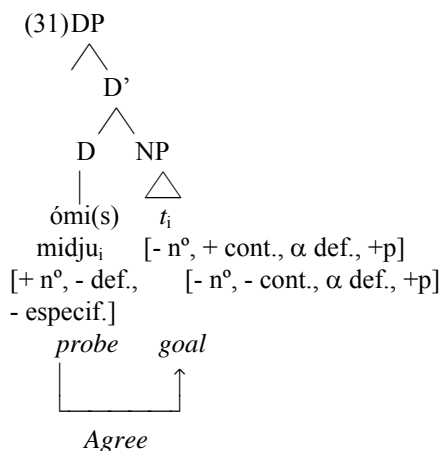 (31)DP
D’
D NP
ómi(s) tᵢ
midjuᵢ [- nº, + cont., α def., +p]
[+ nº, - def., [- nº, - cont., α def., +p]
- especif.]
probe goal
Agree